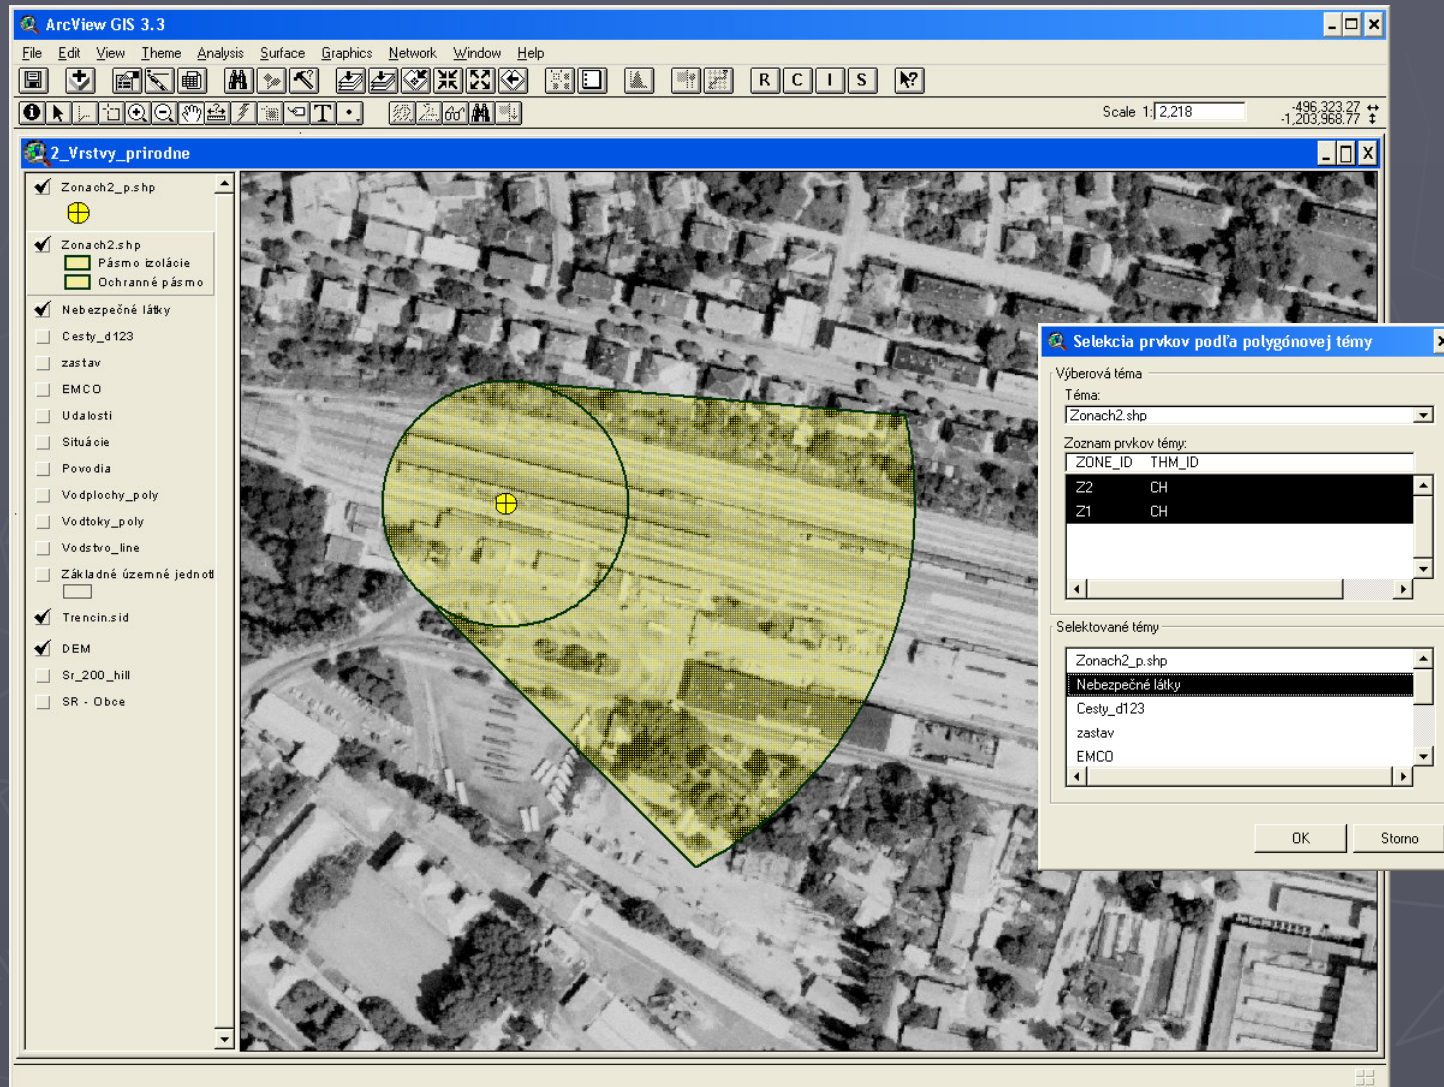 ArcView GIS 3.3
File Edit View Theme Analysis Surface Graphics Network Window Help
R C I S
T
Scale 1: 2,218
-496,323.27
-1,203,968.77
2_Vrstvy_prirodne
Zonach2_p.shp
Zonach2.shp
Pásmo izolácie
Ochranné pásmo
Nebezpečné látky
Cesty_d123
zastav
EMCO
Udalosti
Situácie
Povodia
Vodplochy_poly
Vodtoky_poly
Vodstvo_line
Základné územné jednotl
Trencin.sid
DEM
Sr_200_hill
SR - Obce
Selekcia prvkov podľa polygónovej témy
Výberová téma
Téma:
Zonach2.shp
Zoznam prvkov témy:
ZONE_ID THM_ID
Z2 CH
Z1 CH
Selektované témy
Zonach2_p.shp
Nebezpečné látky
Cesty_d123
zastav
EMCO
OK Storno